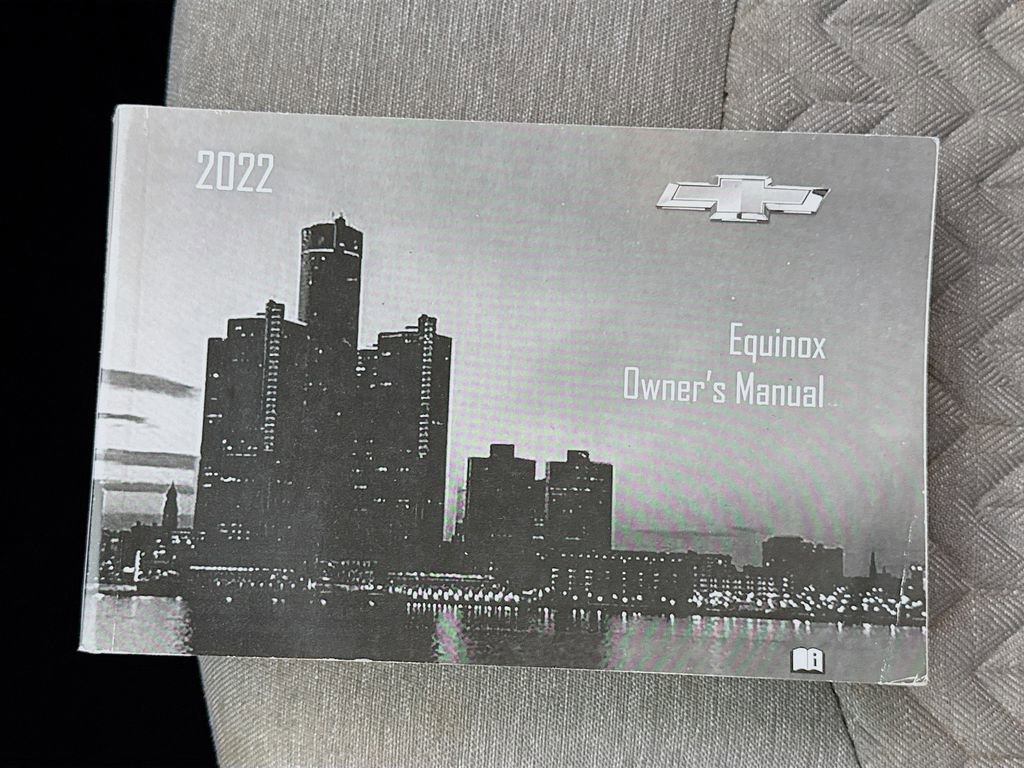 2022
Equinox
Owner's Manual
i